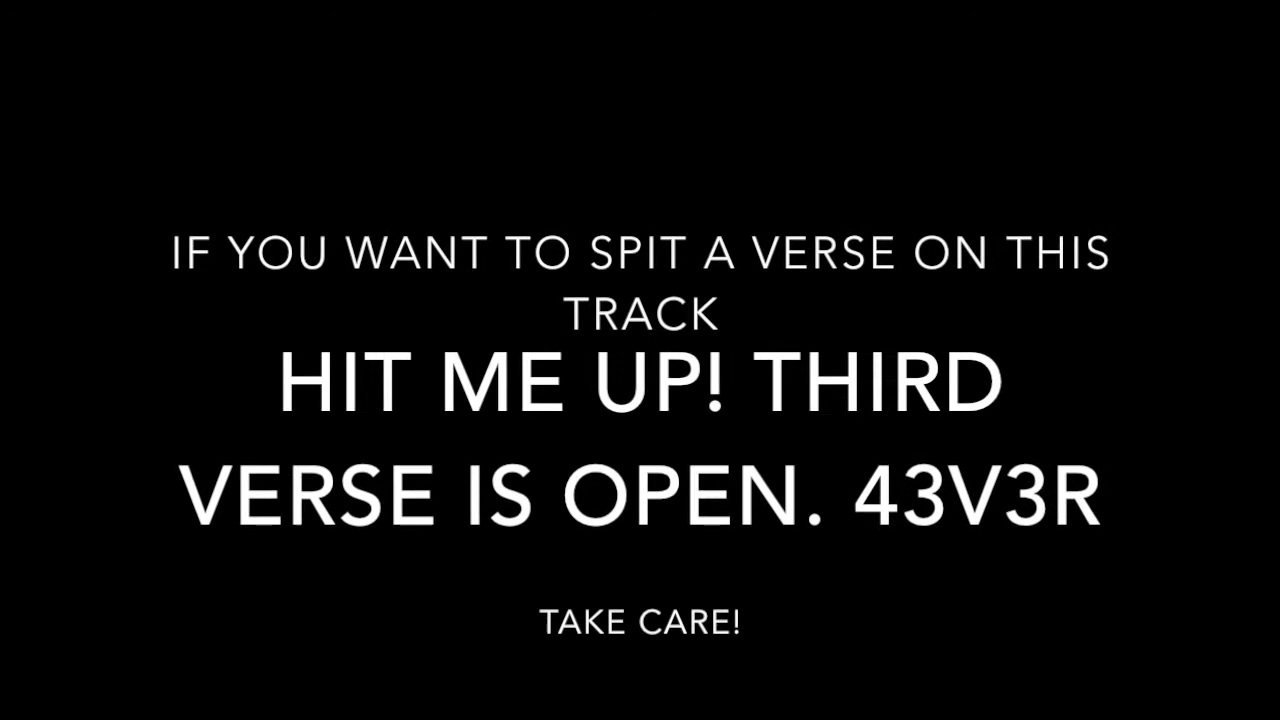 IF YOU WANT TO SPIT A VERSE ON THIS
TRACK
HIT ME UP! THIRD
VERSE IS OPEN. 43V3R
TAKE CARE!